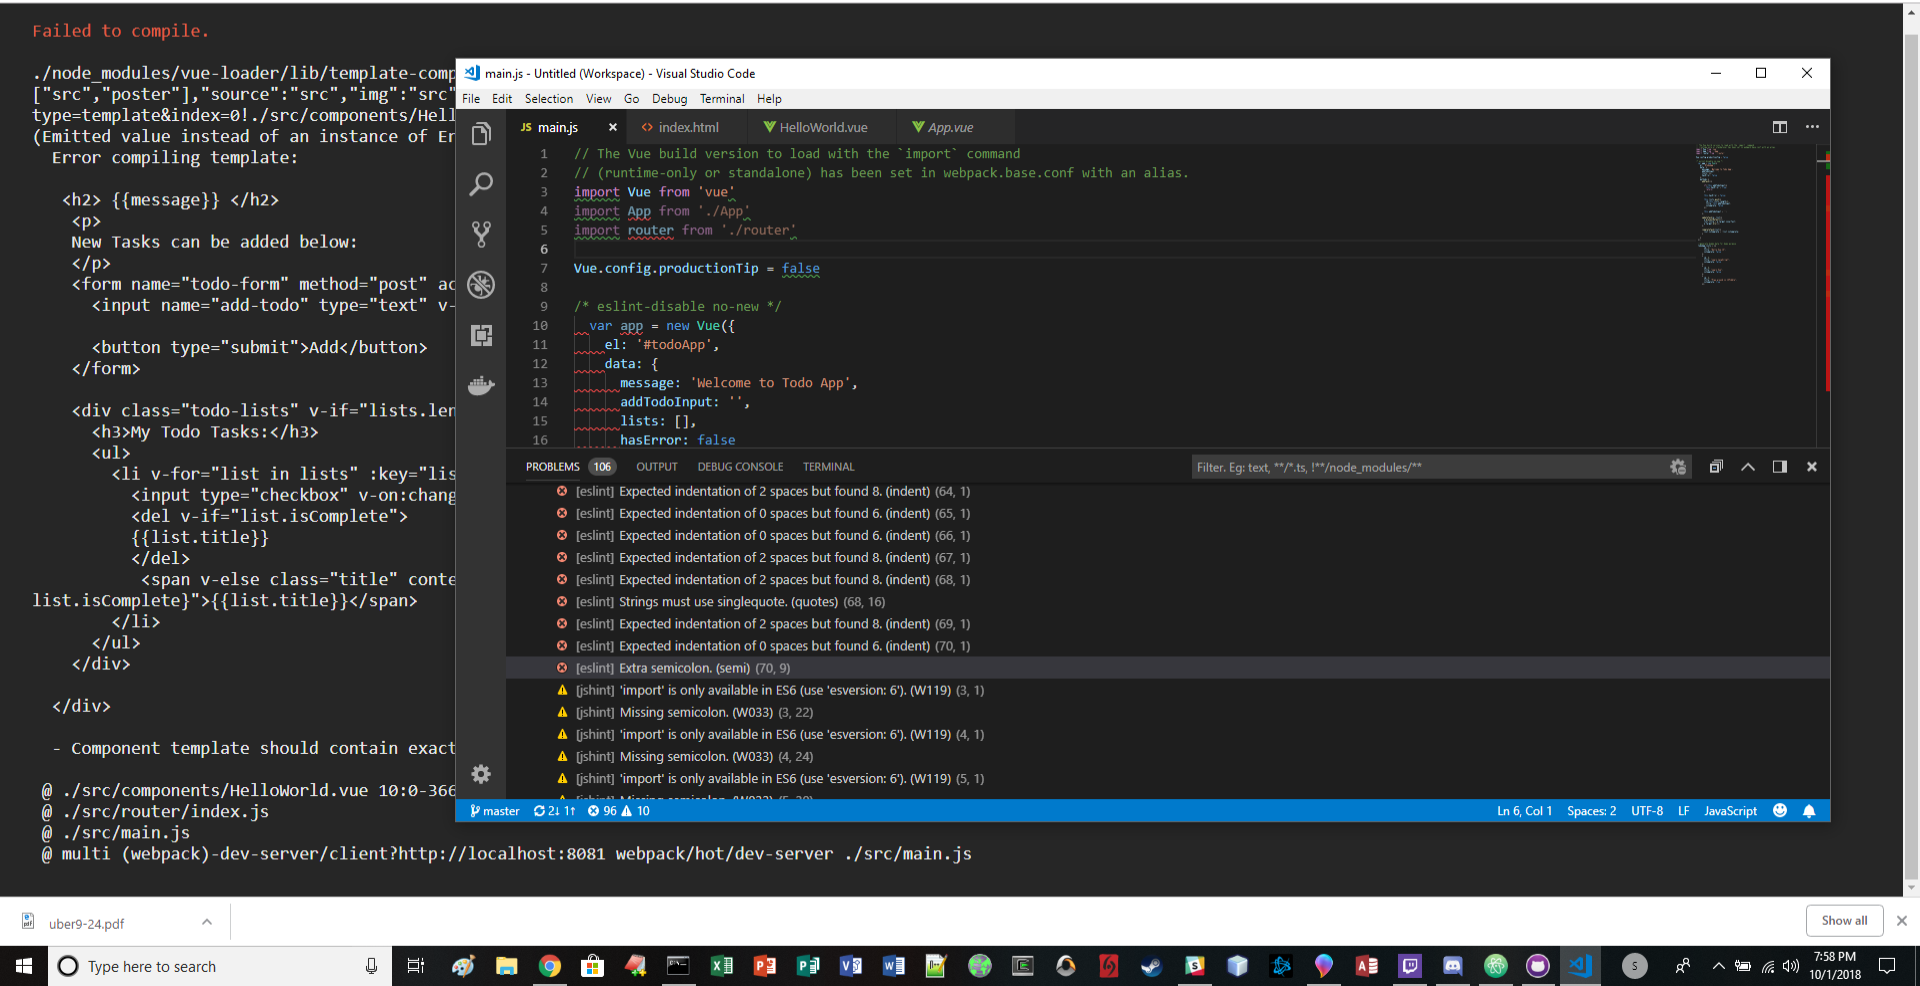 Failed to compile.
./node_modules/vue-loader/lib/template-comp
["src","poster"],"source":"src","img":"src"
type=template&index=0!./src/components/Hell
(Emitted value instead of an instance of Er
Error compiling template:
<h2> {{message}} </h2>
<p>
New Tasks can be added below:
</p>
<form name="todo-form" method="post" ac
<input name="add-todo" type="text" v-
<button type="submit">Add</button>
</form>
<div class="todo-lists" v-if="lists.len
<h3>My Todo Tasks:</h3>
<ul>
<li v-for="list in lists" :key="lis
<input type="checkbox" v-on:chang
<del v-if="list.isComplete">
{{list.title}}
</del>
<span v-else class="title" conte
list.isComplete}">{{list.title}}</span>
</li>
</ul>
</div>
</div>
- Component template should contain exact
@ ./src/components/HelloWorld.vue 10:0-366
@ ./src/router/index.js
@ ./src/main.js
@ multi (webpack)-dev-server/client?http://localhost:8081 webpack/hot/dev-server ./src/main.js
main.js - Untitled (Workspace) - Visual Studio Code
File Edit Selection View Go Debug Terminal Help
JS main.js <> index.html HelloWorld.vue App.vue
1 // The Vue build version to load with the `import` command
2 // (runtime-only or standalone) has been set in webpack.base.conf with an alias.
3 import Vue from 'vue'
4 import App from './App'
5 import router from './router'
6
7 Vue.config.productionTip = false
8
9 /* eslint-disable no-new */
10 var app = new Vue({
11 el: '#todoApp',
12 data: {
13 message: 'Welcome to Todo App',
14 addTodoInput: '',
15 lists: [],
16 hasError: false
PROBLEMS 106 OUTPUT DEBUG CONSOLE TERMINAL Filter. Eg: text, **/*.ts, !**/node_modules/**
[eslint] Expected indentation of 2 spaces but found 8. (indent) (64, 1)
[eslint] Expected indentation of 0 spaces but found 6. (indent) (65, 1)
[eslint] Expected indentation of 0 spaces but found 6. (indent) (66, 1)
[eslint] Expected indentation of 2 spaces but found 8. (indent) (67, 1)
[eslint] Expected indentation of 2 spaces but found 8. (indent) (68, 1)
[eslint] Strings must use singlequote. (quotes) (68, 16)
[eslint] Expected indentation of 2 spaces but found 8. (indent) (69, 1)
[eslint] Expected indentation of 0 spaces but found 6. (indent) (70, 1)
[eslint] Extra semicolon. (semi) (70, 9)
[jshint] 'import' is only available in ES6 (use 'esversion: 6'). (W119) (3, 1)
[jshint] Missing semicolon. (W033) (3, 22)
[jshint] 'import' is only available in ES6 (use 'esversion: 6'). (W119) (4, 1)
[jshint] Missing semicolon. (W033) (4, 24)
[jshint] 'import' is only available in ES6 (use 'esversion: 6'). (W119) (5, 1)
master 2↓ 1↑ 96 10 Ln 6, Col 1 Spaces: 2 UTF-8 LF JavaScript
uber9-24.pdf Show all
Type here to search
7:58 PM
10/1/2018